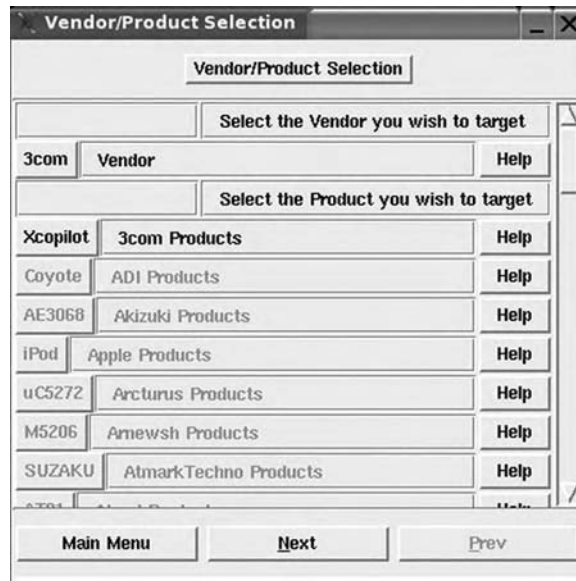 Vendor/Product Selection
Vendor/Product Selection
Select the Vendor you wish to target
3com Vendor Help
Select the Product you wish to target
Xcopilot 3com Products Help
Coyote ADI Products Help
AE3068 Akizuki Products Help
iPod Apple Products Help
uC5272 Arcturus Products Help
M5206 Arnewsh Products Help
SUZAKU AtmarkTechno Products Help
Main Menu Next Prev